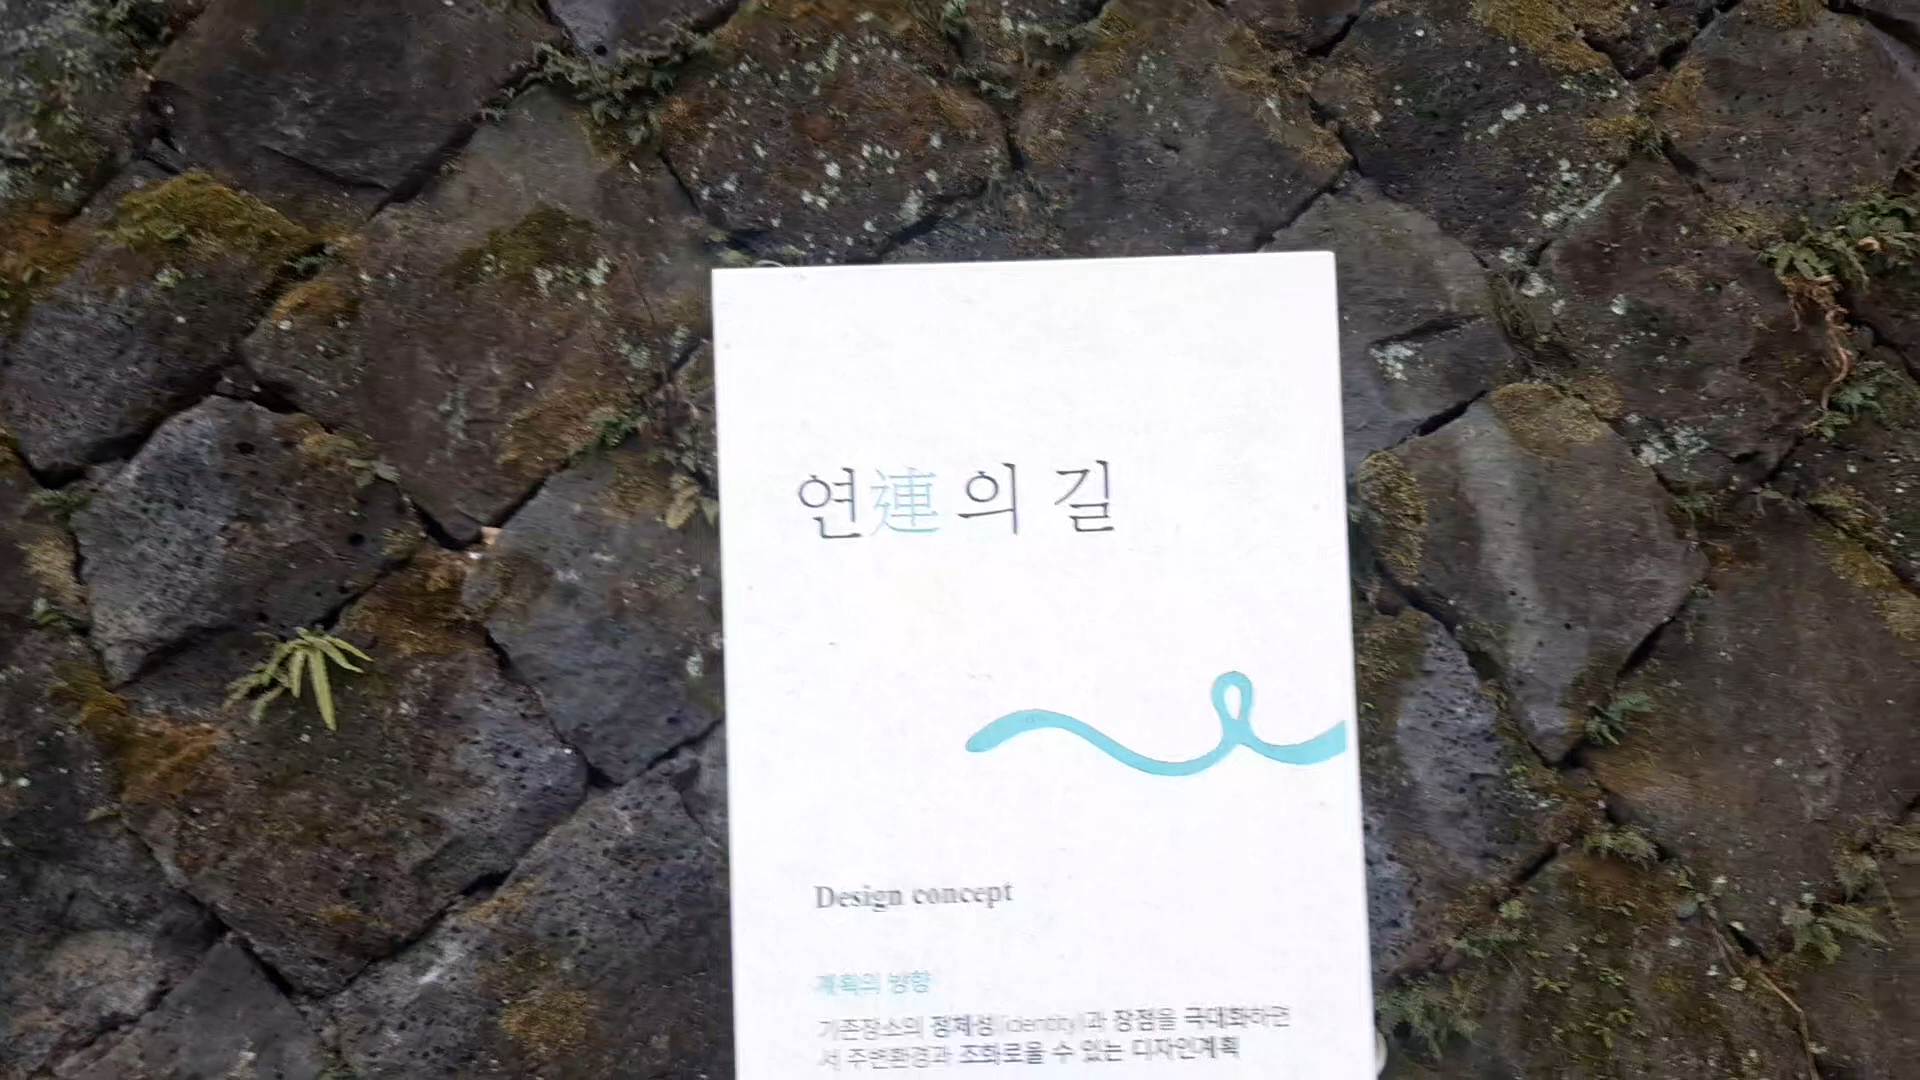 연連의 길
Design concept
계획의 방향
기존장소의 정체성(identity)과 장점을 극대화하면
서 주변환경과 조화로울 수 있는 디자인계획